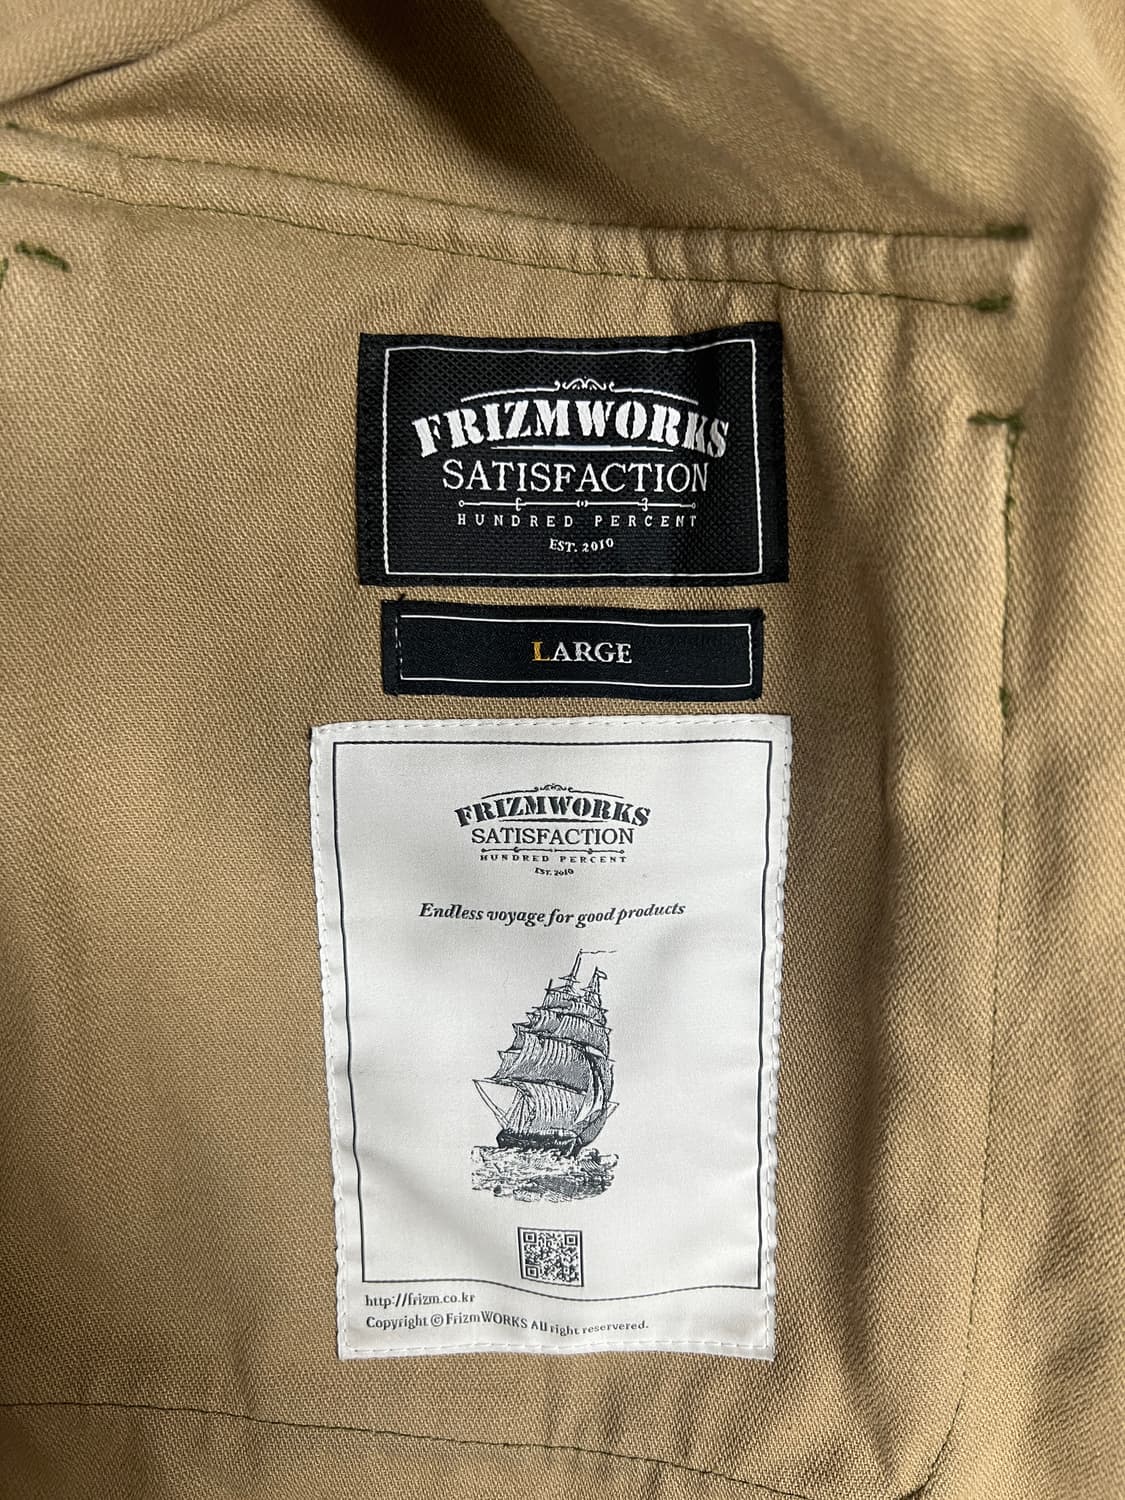 FRIZMWORKS
SATISFACTION
HUNDRED PERCENT
EST. 2010
LARGE
FRIZMWORKS
SATISFACTION
HUNDRED PERCENT
EST. 2010
Endless voyage for good products
http://frizm.co.kr
Copyright © FrizmWORKS All right reservered.